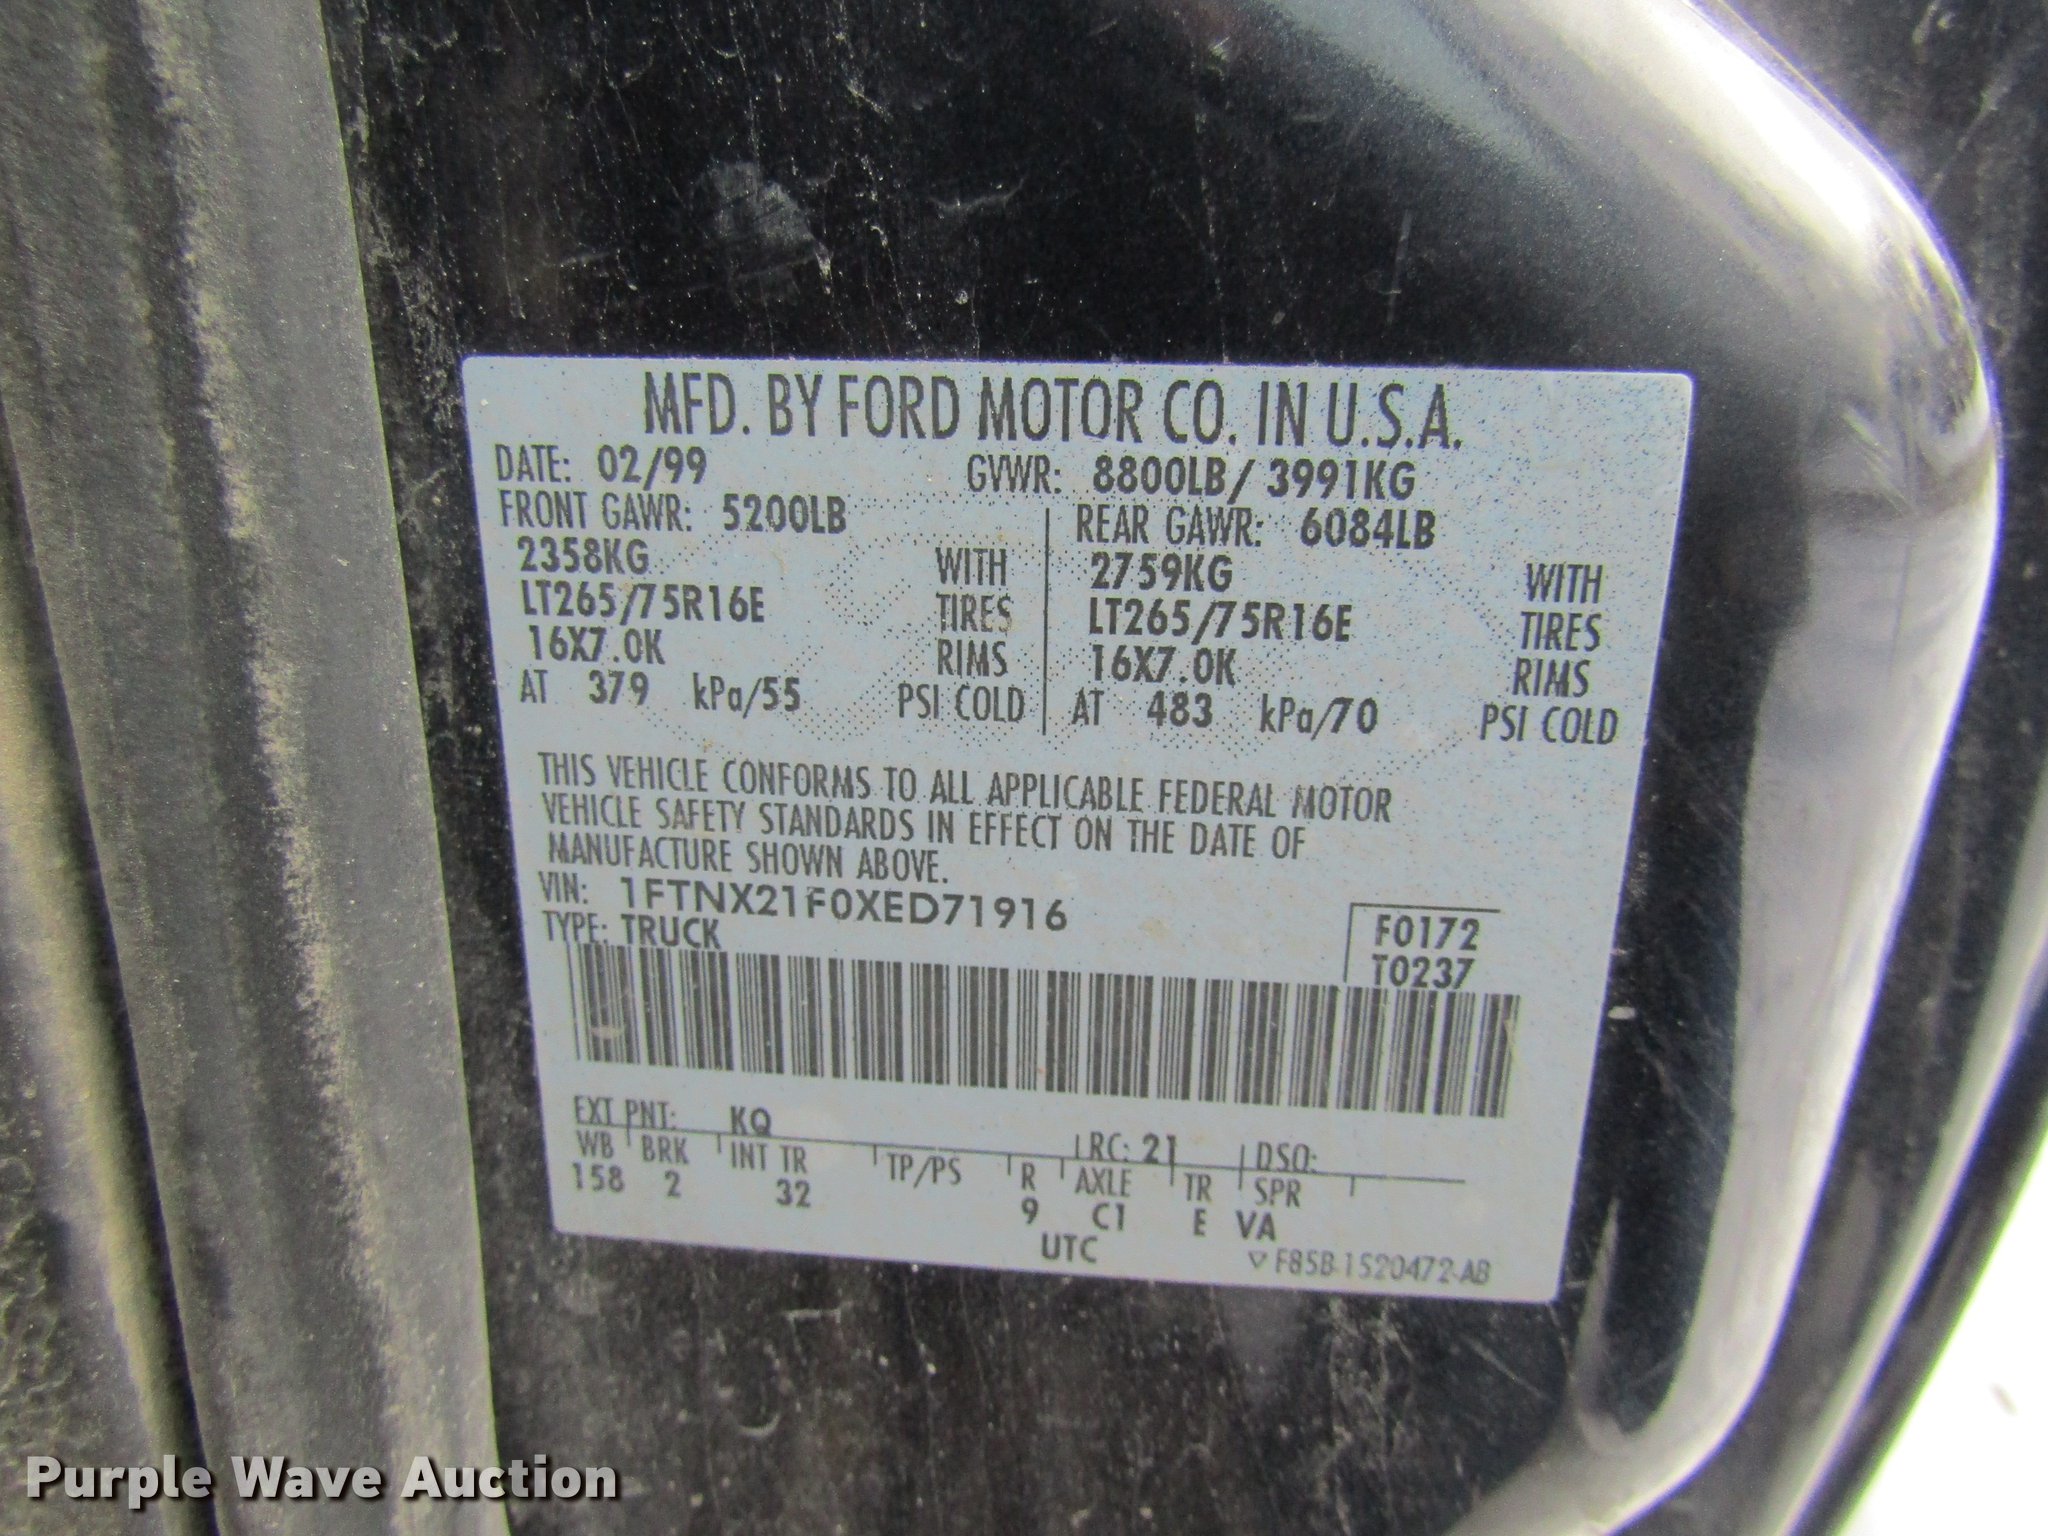 MFD. BY FORD MOTOR CO. IN U.S.A.
DATE: 02/99 GVWR: 8800LB/ 3991KG
FRONT GAWR: 5200LB REAR GAWR: 6084LB
2358KG WITH 2759KG WITH
LT265/75R16E TIRES LT265/75R16E TIRES
16X7.0K RIMS 16X7.0K RIMS
AT 379 kPa/55 PSI COLD AT 483 kPa/70 PSI COLD
THIS VEHICLE CONFORMS TO ALL APPLICABLE FEDERAL MOTOR
VEHICLE SAFETY STANDARDS IN EFFECT ON THE DATE OF
MANUFACTURE SHOWN ABOVE.
VIN: 1FTNX21F0XED71916
TYPE: TRUCK
F0172
T0237
EXT PNT: KQ RC: 21 DSO:
WB BRK INT TR TP/PS R AXLE TR SPR
158 2 32 9 C1 E VA
UTC
F85B-1520472-AB
Purple Wave Auction